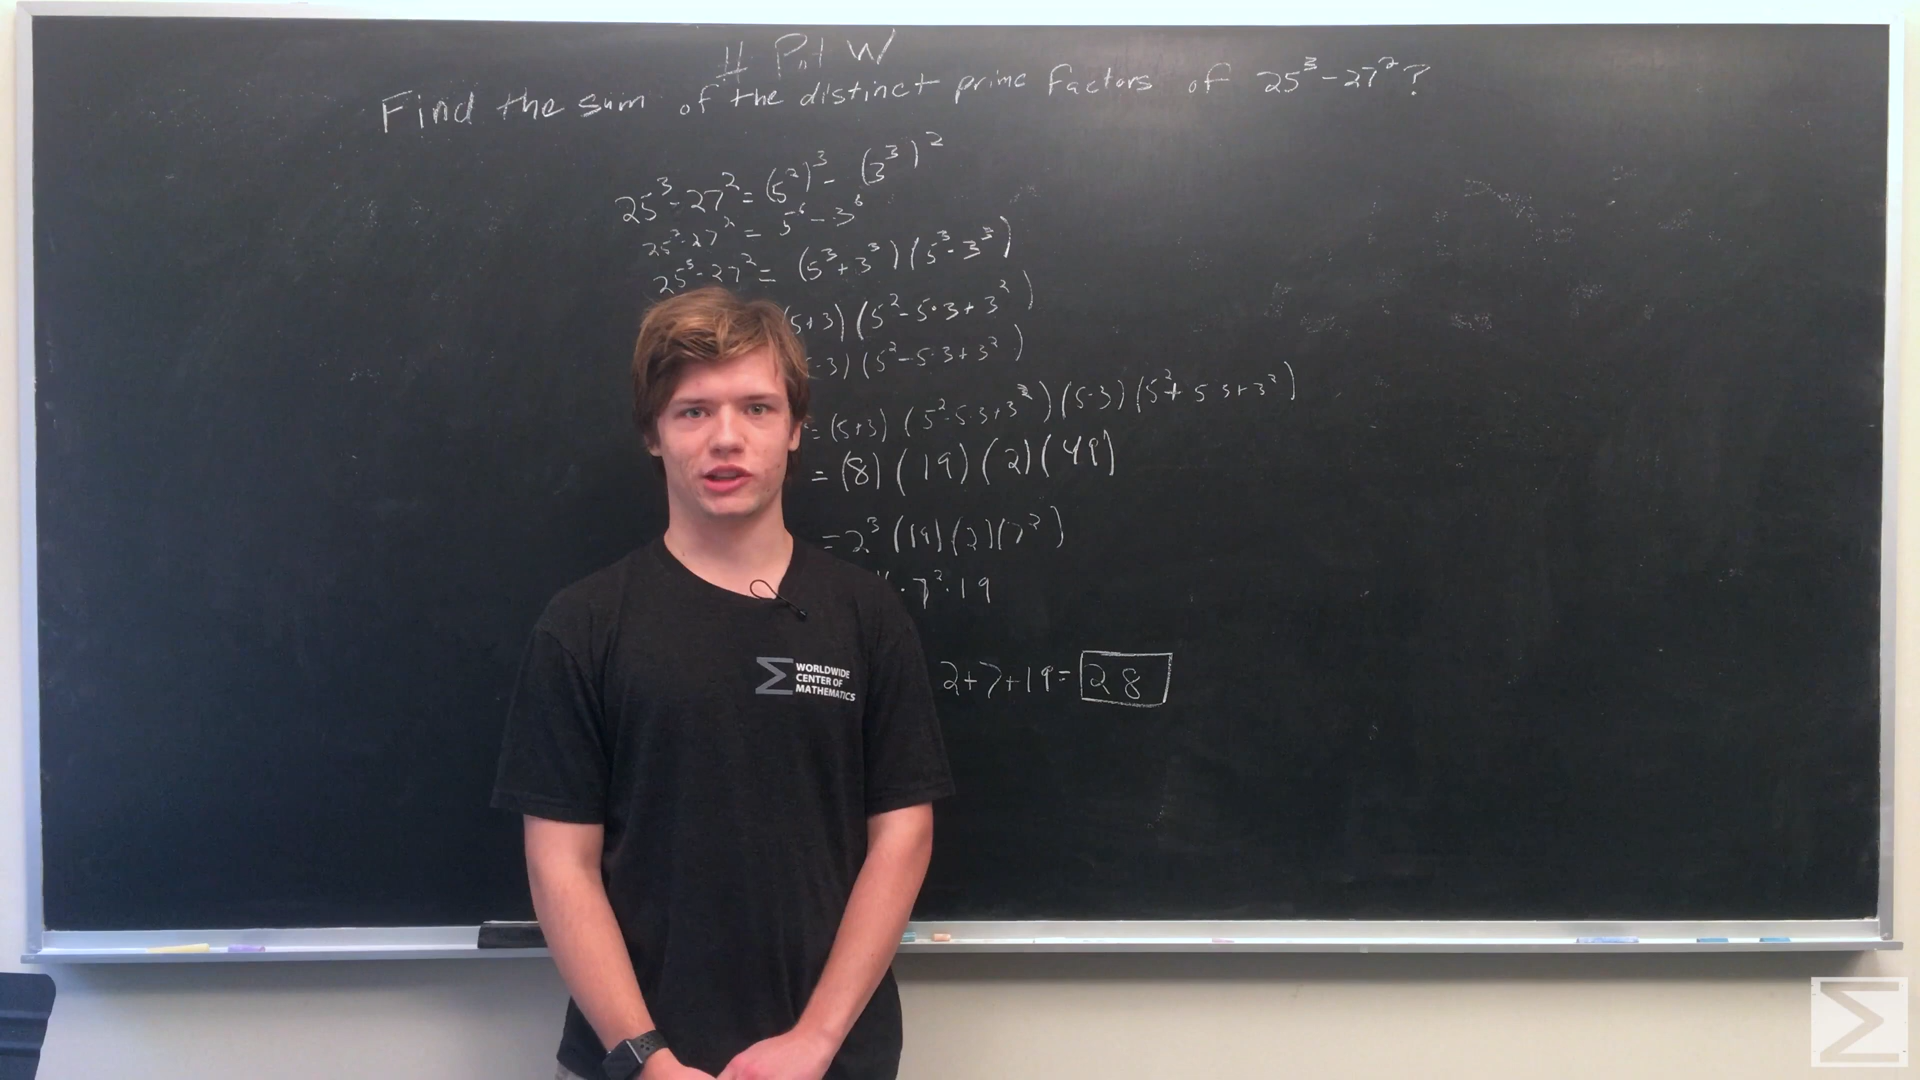 # PotW
Find the sum of the distinct prime factors of 25³-27²?
25³-27²=(5²)³-(3³)²
25³-27² = 5⁶-3⁶
25³-27²= (5³+3³)(5³-3³)
5+3)(5²-5·3+3²)
-3)(5²-5·3+3²)
=(5+3)(5²-5·3+3²)(5-3)(5²+5·3+3²)
=(8)(19)(2)(49)
=2³(19)(2)(7²)
·7²·19
2+7+19=28
WORLDWIDE
CENTER OF
MATHEMATICS